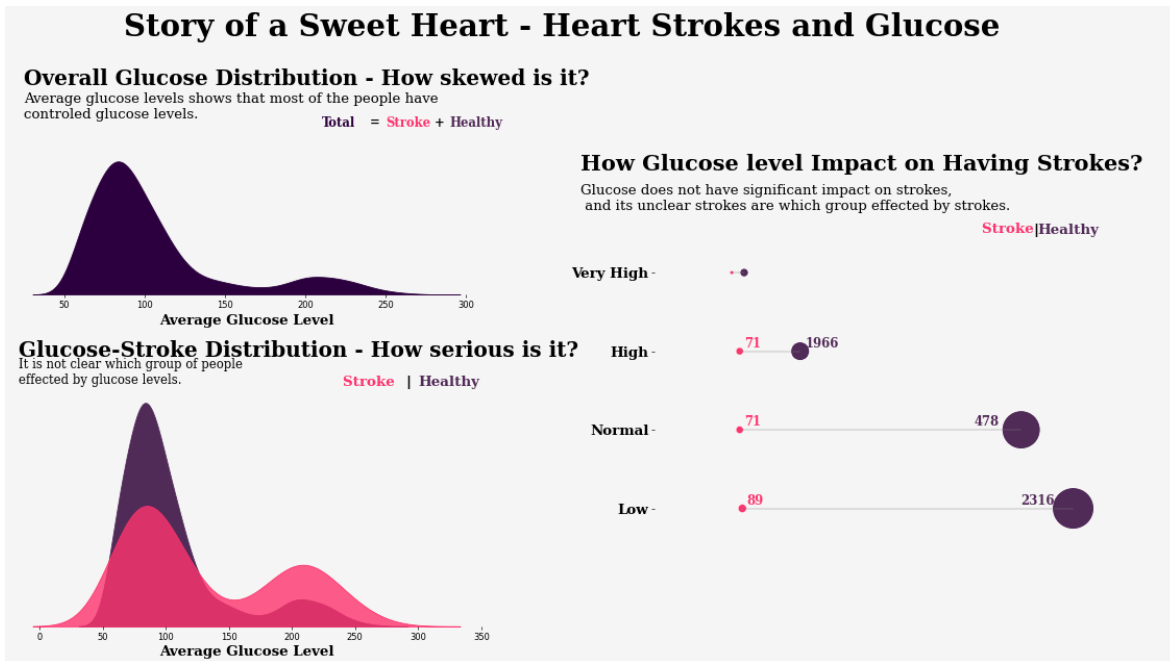 Story of a Sweet Heart - Heart Strokes and Glucose
Overall Glucose Distribution - How skewed is it?
Average glucose levels shows that most of the people have
controled glucose levels.
Total = Stroke + Healthy
50 100 150 200 250 300
Average Glucose Level
Glucose-Stroke Distribution - How serious is it?
It is not clear which group of people
effected by glucose levels.
Stroke | Healthy
0 50 100 150 200 250 300 350
Average Glucose Level
How Glucose level Impact on Having Strokes?
Glucose does not have significant impact on strokes,
and its unclear strokes are which group effected by strokes.
Stroke|Healthy
Very High
High 71 1966
Normal 71 478
Low 89 2316